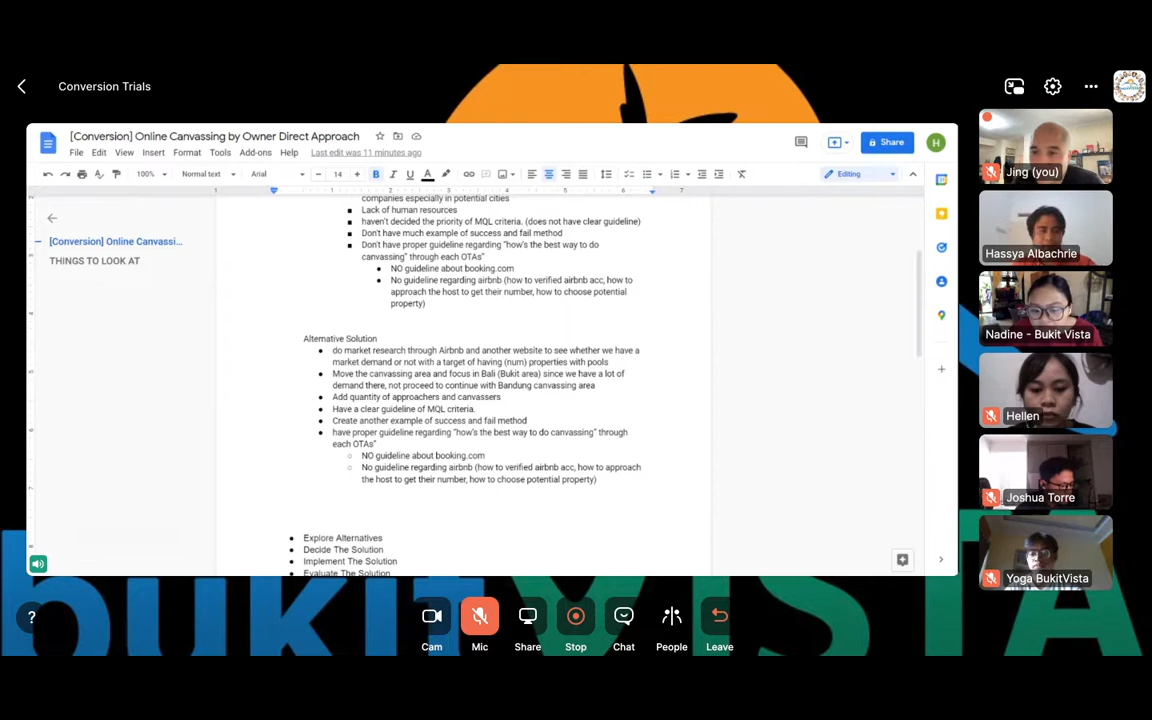 Conversion Trials
[Conversion] Online Canvassing by Owner Direct Approach
File Edit View Insert Format Tools Add-ons Help Last edit was 11 minutes ago
Share
H
100% Normal text Arial 14 B I U A Editing
1 1 2 3 4 5 6 7
[Conversion] Online Canvassi...
THINGS TO LOOK AT
companies especially in potential cities
Lack of human resources
haven't decided the priority of MQL criteria. (does not have clear guideline)
Don't have much example of success and fail method
Don't have proper guideline regarding "how's the best way to do
canvassing" through each OTAs"
NO guideline about booking.com
No guideline regarding airbnb (how to verified airbnb acc, how to
approach the host to get their number, how to choose potential
property)
Alternative Solution
do market research through Airbnb and another website to see whether we have a
market demand or not with a target of having (num) properties with pools
Move the canvassing area and focus in Bali (Bukit area) since we have a lot of
demand there, not proceed to continue with Bandung canvassing area
Add quantity of approachers and canvassers
Have a clear guideline of MQL criteria.
Create another example of success and fail method
have proper guideline regarding "how's the best way to do canvassing" through
each OTAs"
NO guideline about booking.com
No guideline regarding airbnb (how to verified airbnb acc, how to approach
the host to get their number, how to choose potential property)
Explore Alternatives
Decide The Solution
Implement The Solution
Evaluate The Solution
Jing (you)
Hassya Albachrie
Nadine - Bukit Vista
Hellen
Joshua Torre
Yoga BukitVista
bukit VISTA
?
Cam Mic Share Stop Chat People Leave